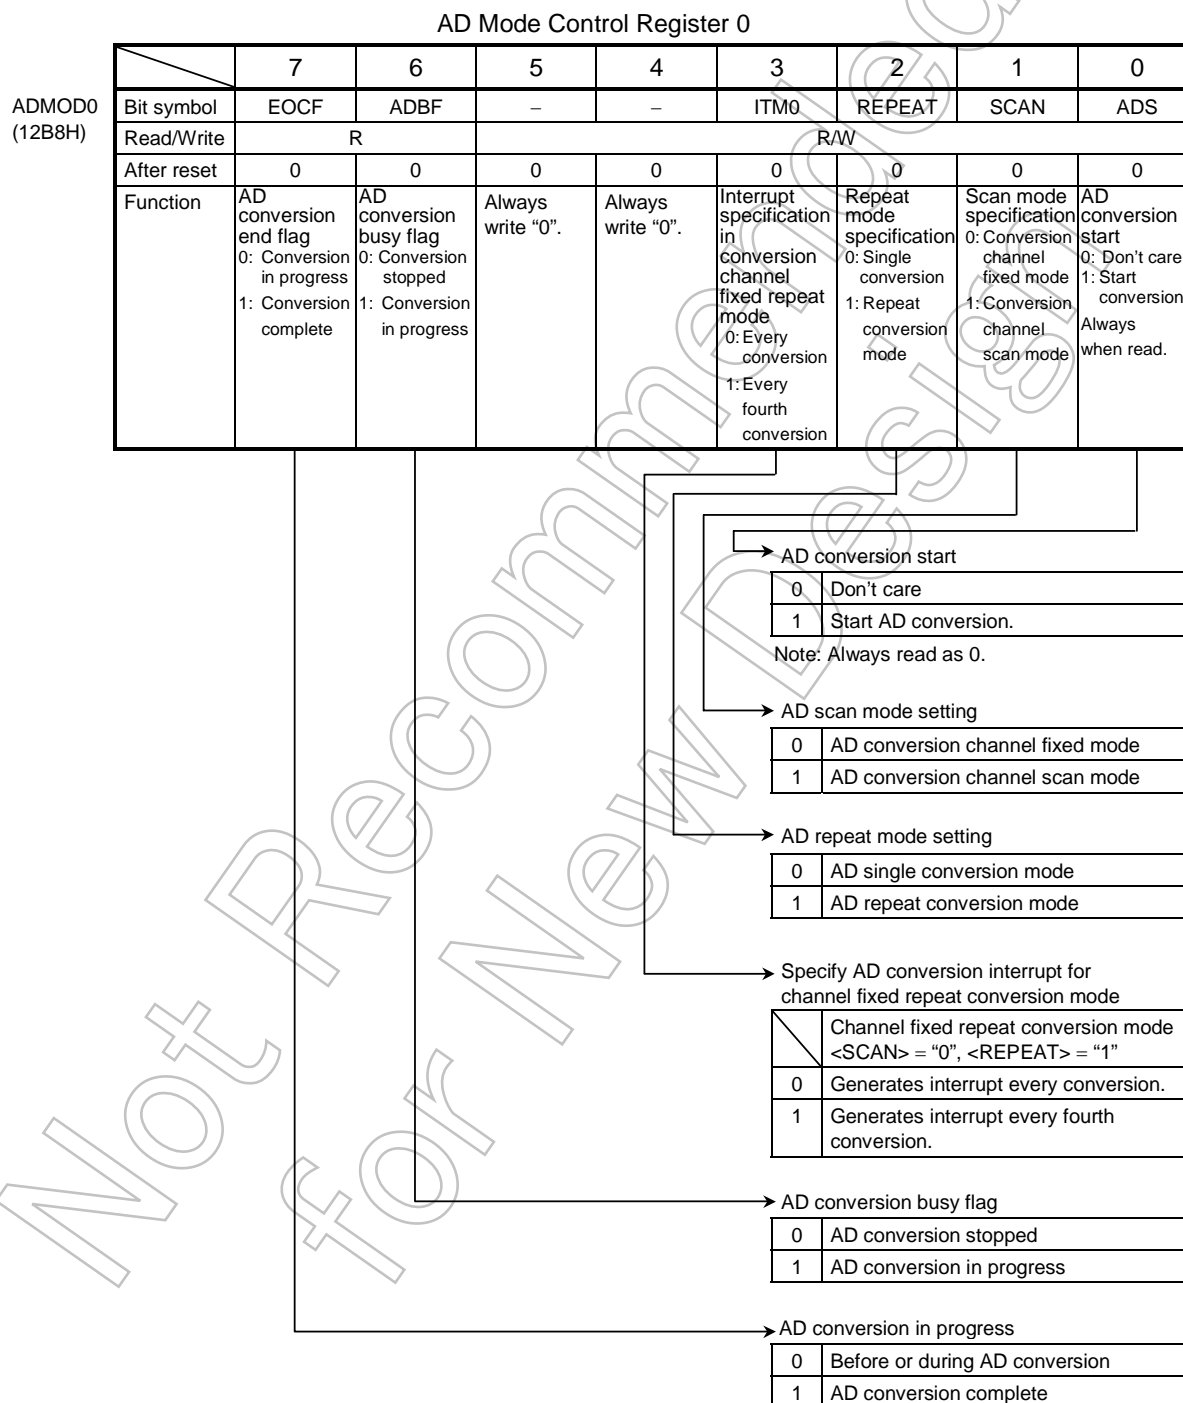 AD Mode Control Register 0
7 6 5 4 3 2 1 0
ADMOD0
(12B8H)
Bit symbol EOCF ADBF – – ITM0 REPEAT SCAN ADS
Read/Write R R/W
After reset 0 0 0 0 0 0 0 0
Function
AD
conversion
end flag
0: Conversion
in progress
1: Conversion
complete
AD
conversion
busy flag
0: Conversion
stopped
1: Conversion
in progress
Always
write “0”.
Always
write “0”.
Interrupt
specification
in
conversion
channel
fixed repeat
mode
0: Every
conversion
1: Every
fourth
conversion
Repeat
mode
specification
0: Single
conversion
1: Repeat
conversion
mode
Scan mode
specification
0: Conversion
channel
fixed mode
1: Conversion
channel
scan mode
AD
conversion
start
0: Don’t care
1: Start
conversion
Always
when read.
AD conversion start
0 Don’t care
1 Start AD conversion.
Note: Always read as 0.
AD scan mode setting
0 AD conversion channel fixed mode
1 AD conversion channel scan mode
AD repeat mode setting
0 AD single conversion mode
1 AD repeat conversion mode
Specify AD conversion interrupt for
channel fixed repeat conversion mode
Channel fixed repeat conversion mode
<SCAN> = “0”, <REPEAT> = “1”
0 Generates interrupt every conversion.
1 Generates interrupt every fourth
conversion.
AD conversion busy flag
0 AD conversion stopped
1 AD conversion in progress
AD conversion in progress
0 Before or during AD conversion
1 AD conversion complete
Not Recommended
for New Design